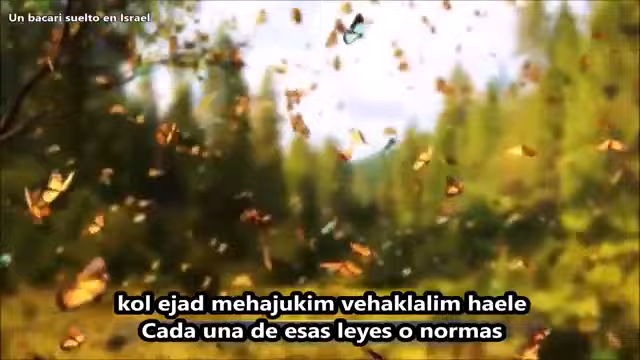 Un bacari suelto en Israel
kol ejad mehajukim vehaklalim haele
Cada una de esas leyes o normas